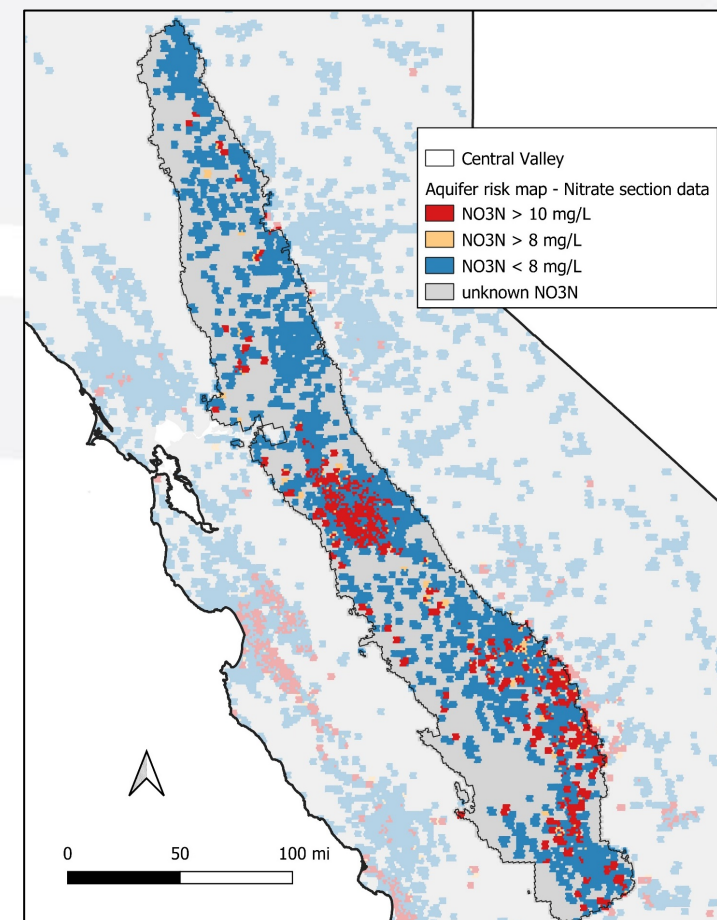 Central Valley
Aquifer risk map - Nitrate section data
NO3N > 10 mg/L
NO3N > 8 mg/L
NO3N < 8 mg/L
unknown NO3N
0 50 100 mi